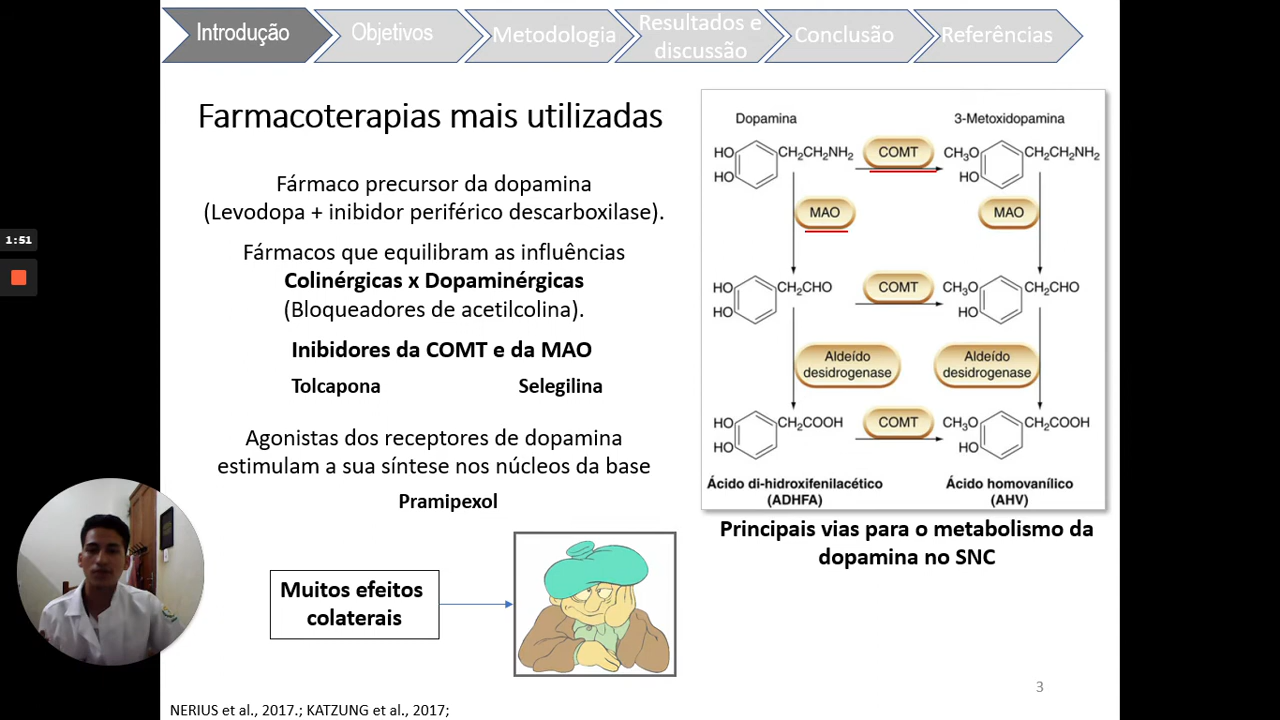 Introdução
Objetivos
Metodologia
Resultados e
discussão
Conclusão
Referências
Farmacoterapias mais utilizadas
Fármaco precursor da dopamina
(Levodopa + inibidor periférico descarboxilase).
Fármacos que equilibram as influências
Colinérgicas x Dopaminérgicas
(Bloqueadores de acetilcolina).
Inibidores da COMT e da MAO
Tolcapona
Selegilina
Agonistas dos receptores de dopamina
estimulam a sua síntese nos núcleos da base
Pramipexol
Muitos efeitos
colaterais
Dopamina
3-Metoxidopamina
HO
HO
CH₂CH₂NH₂
COMT
CH₃O
HO
CH₂CH₂NH₂
MAO
MAO
HO
HO
CH₂CHO
COMT
CH₃O
HO
CH₂CHO
Aldeído
desidrogenase
Aldeído
desidrogenase
HO
HO
CH₂COOH
COMT
CH₃O
HO
CH₂COOH
Ácido di-hidroxifenilacético
(ADHFA)
Ácido homovanílico
(AHV)
Principais vias para o metabolismo da
dopamina no SNC
1:51
3
NERIUS et al., 2017.; KATZUNG et al., 2017;